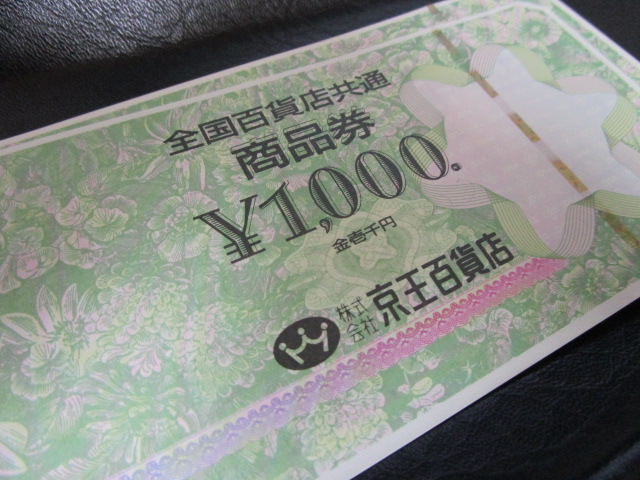 全国百貨店共通
商品券
¥1,000.
金壱千円
株式会社 京王百貨店